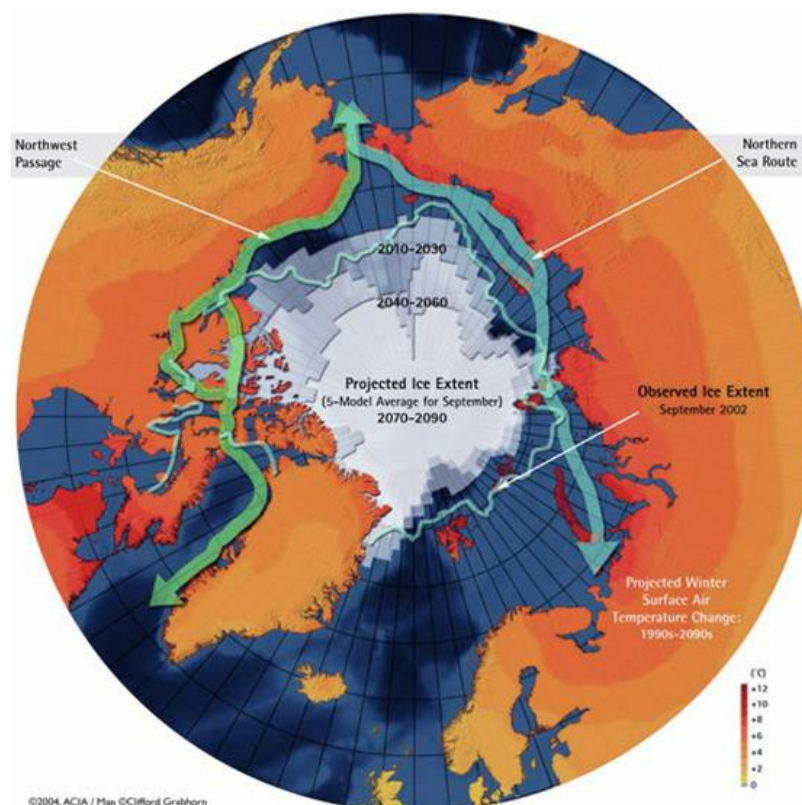 Northwest
Passage
Northern
Sea Route
2010-2030
2040-2060
Projected Ice Extent
(5-Model Average for September)
2070-2090
Observed Ice Extent
September 2002
Projected Winter
Surface Air
Temperature Change:
1990s-2090s
(°C)
+12
+10
+8
+6
+4
+2
0
©2004, ACIA / Map ©Clifford Grabhorn